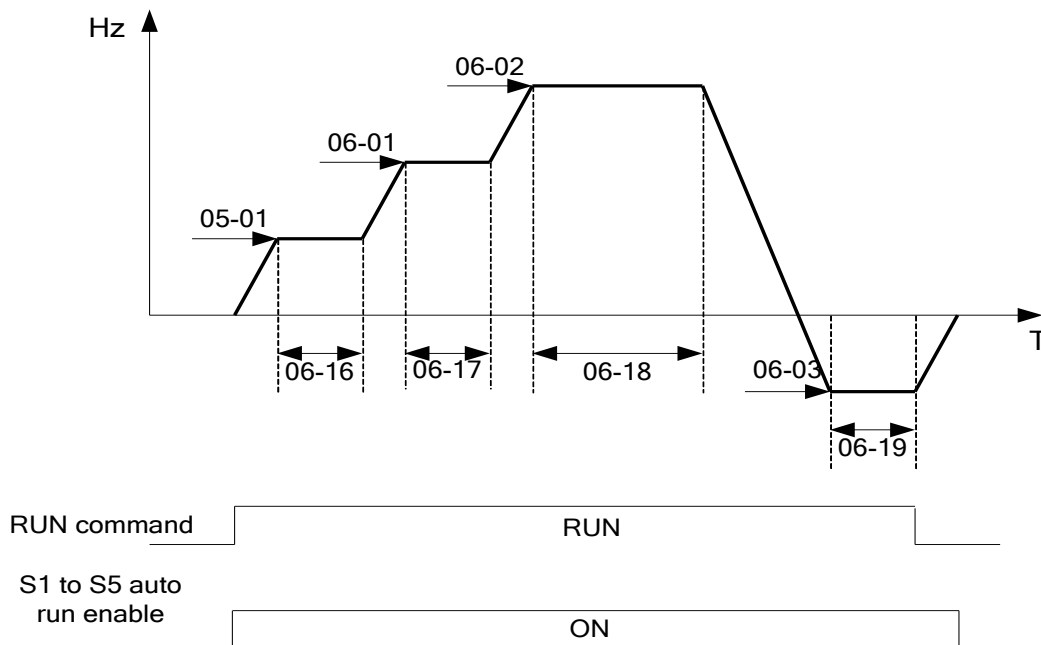 Hz
06-02
06-01
05-01
T
06-16
06-17
06-18
06-03
06-19
RUN command
RUN
S1 to S5 auto
run enable
ON